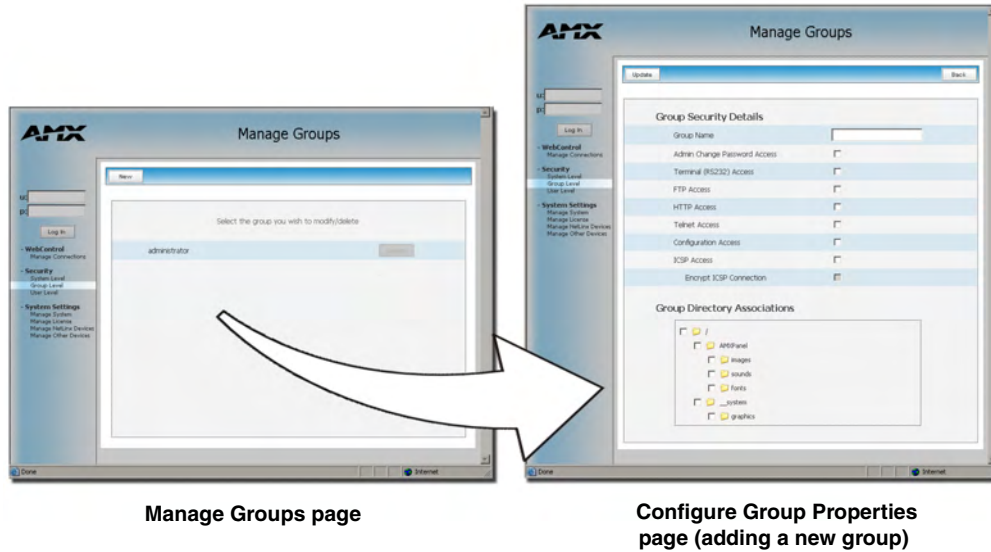 AMX
Manage Groups
New
u:
p:
Log In
- WebControl
Manage Connections
- Security
System Level
Group Level
User Level
- System Settings
Manage System
Manage License
Manage NetLinx Devices
Manage Other Devices
Select the group you wish to modify/delete
administrator
Done
Internet
Manage Groups page
AMX
Manage Groups
Update
Back
u:
p:
Log In
- WebControl
Manage Connections
- Security
System Level
Group Level
User Level
- System Settings
Manage System
Manage License
Manage NetLinx Devices
Manage Other Devices
Group Security Details
Group Name
Admin Change Password Access
Terminal (RS232) Access
FTP Access
HTTP Access
Telnet Access
Configuration Access
ICSP Access
Encrypt ICSP Connection
Group Directory Associations
/
AMXPanel
images
sounds
fonts
__system
graphics
Done
Internet
Configure Group Properties
page (adding a new group)